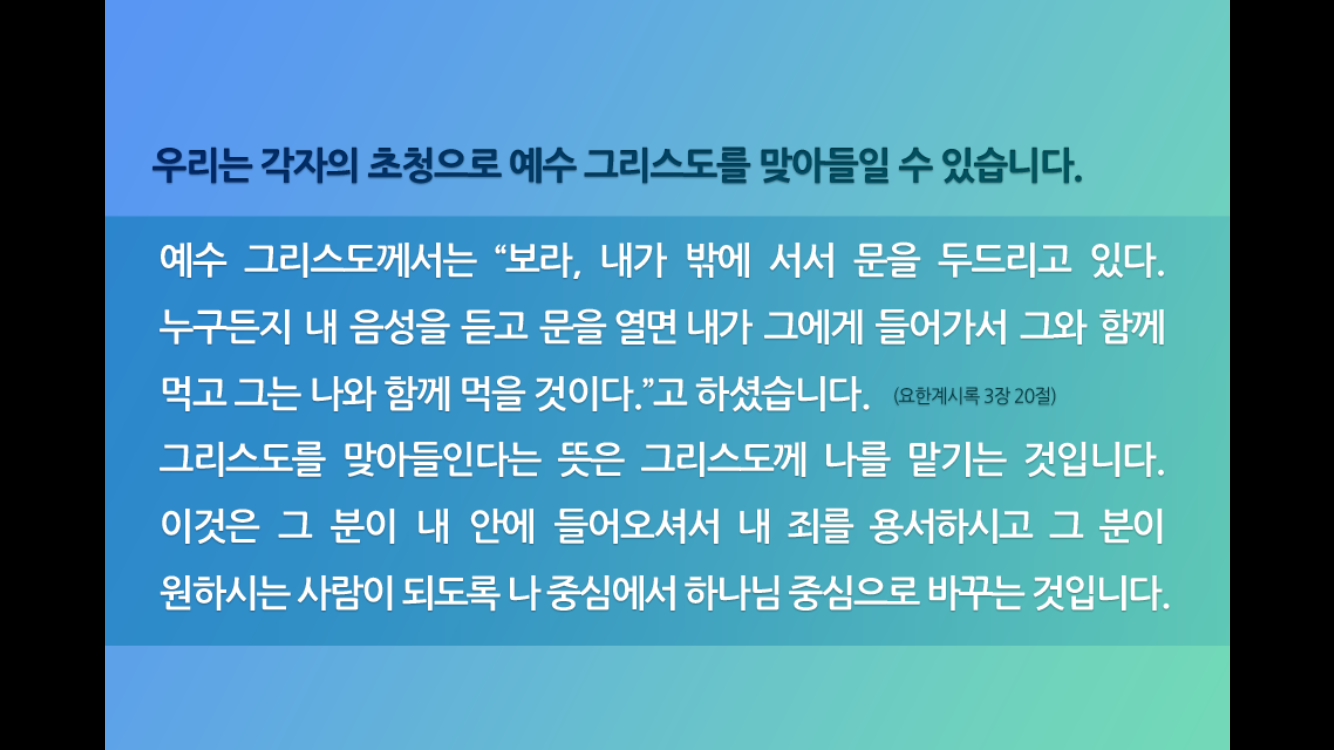 우리는 각자의 초청으로 예수 그리스도를 맞아들일 수 있습니다.
예수 그리스도께서는 “보라, 내가 밖에 서서 문을 두드리고 있다.
누구든지 내 음성을 듣고 문을 열면 내가 그에게 들어가서 그와 함께
먹고 그는 나와 함께 먹을 것이다.”고 하셨습니다. (요한계시록 3장 20절)
그리스도를 맞아들인다는 뜻은 그리스도께 나를 맡기는 것입니다.
이것은 그 분이 내 안에 들어오셔서 내 죄를 용서하시고 그 분이
원하시는 사람이 되도록 나 중심에서 하나님 중심으로 바꾸는 것입니다.